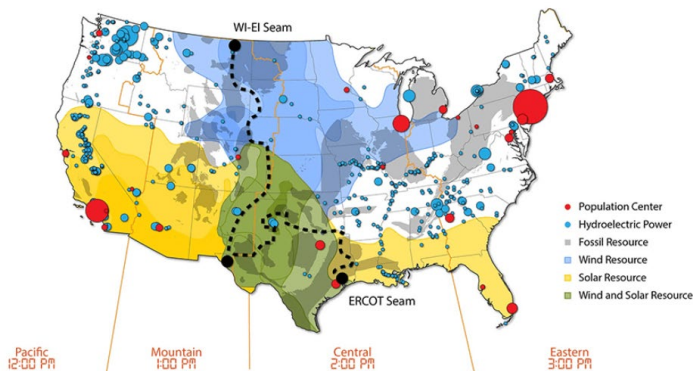 WI-EI Seam
Population Center
Hydroelectric Power
Fossil Resource
Wind Resource
Solar Resource
Wind and Solar Resource
ERCOT Seam
Pacific
12:00 PM
Mountain
1:00 PM
Central
2:00 PM
Eastern
3:00 PM